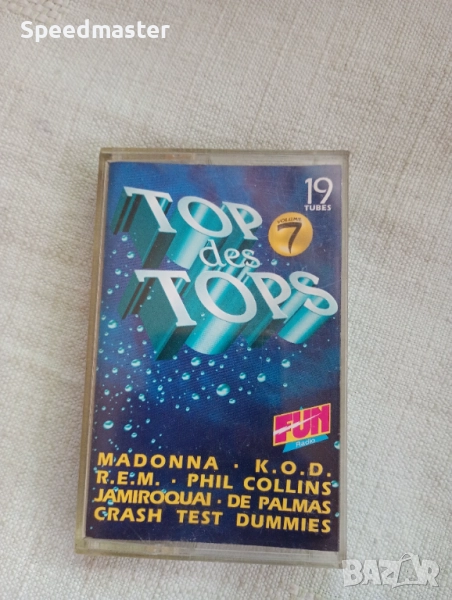 Speedmaster
19
TUBES
TOP
VOLUME
7
des
TOPS
FUN
Radio
MADONNA · K.O.D.
R.E.M. · PHIL COLLINS
JAMIROQUAI · DE PALMAS
CRASH TEST DUMMIES
BAZAR